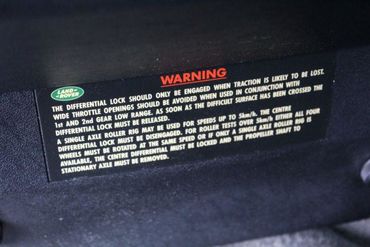 WARNING
LAND-
ROVER
THE DIFFERENTIAL LOCK SHOULD ONLY BE ENGAGED WHEN TRACTION IS LIKELY TO BE LOST.
WIDE THROTTLE OPENINGS SHOULD BE AVOIDED WHEN USED IN CONJUNCTION WITH
1st AND 2nd GEAR LOW RANGE. AS SOON AS THE DIFFICULT SURFACE HAS BEEN CROSSED THE
DIFFERENTIAL LOCK MUST BE RELEASED.
A SINGLE AXLE ROLLER RIG MAY BE USED FOR SPEEDS UP TO 5km/h. THE CENTRE
DIFFERENTIAL LOCK MUST BE DISENGAGED. FOR ROLLER TESTS OVER 5km/h EITHER ALL FOUR
WHEELS MUST BE ROTATED AT THE SAME SPEED OR IF ONLY A SINGLE AXLE ROLLER RIG IS
AVAILABLE, THE CENTRE DIFFERENTIAL MUST BE LOCKED AND THE PROPELLER SHAFT TO
STATIONARY AXLE MUST BE REMOVED.